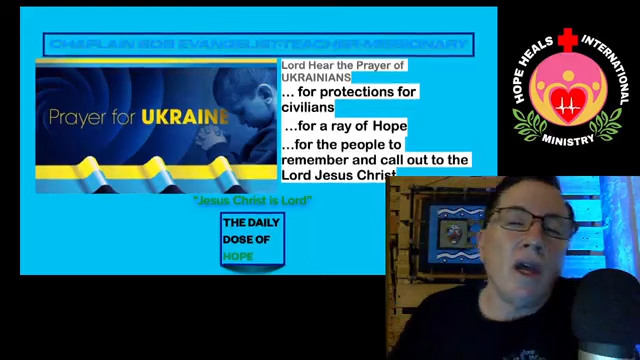 CHAPLAIN BOB EVANGELIST-TEACHER-MISSIONARY
Prayer for UKRAINE
Lord Hear the Prayer of
UKRAINIANS
... for protections for
civilians
...for a ray of Hope
...for the people to
remember and call out to the
Lord Jesus Christ
"Jesus Christ is Lord"
THE DAILY
DOSE OF
HOPE
HOPE HEALS INTERNATIONAL
MINISTRY